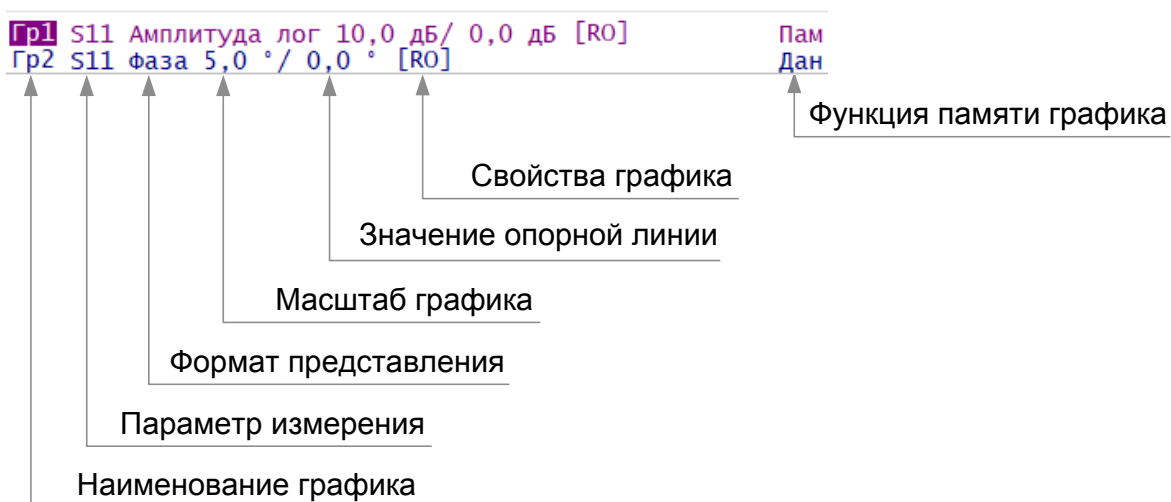 Гр1 S11 Амплитуда лог 10,0 дБ/ 0,0 дБ [RO] Пам
Гр2 S11 Фаза 5,0 °/ 0,0 ° [RO] Дан
Функция памяти графика
Свойства графика
Значение опорной линии
Масштаб графика
Формат представления
Параметр измерения
Наименование графика